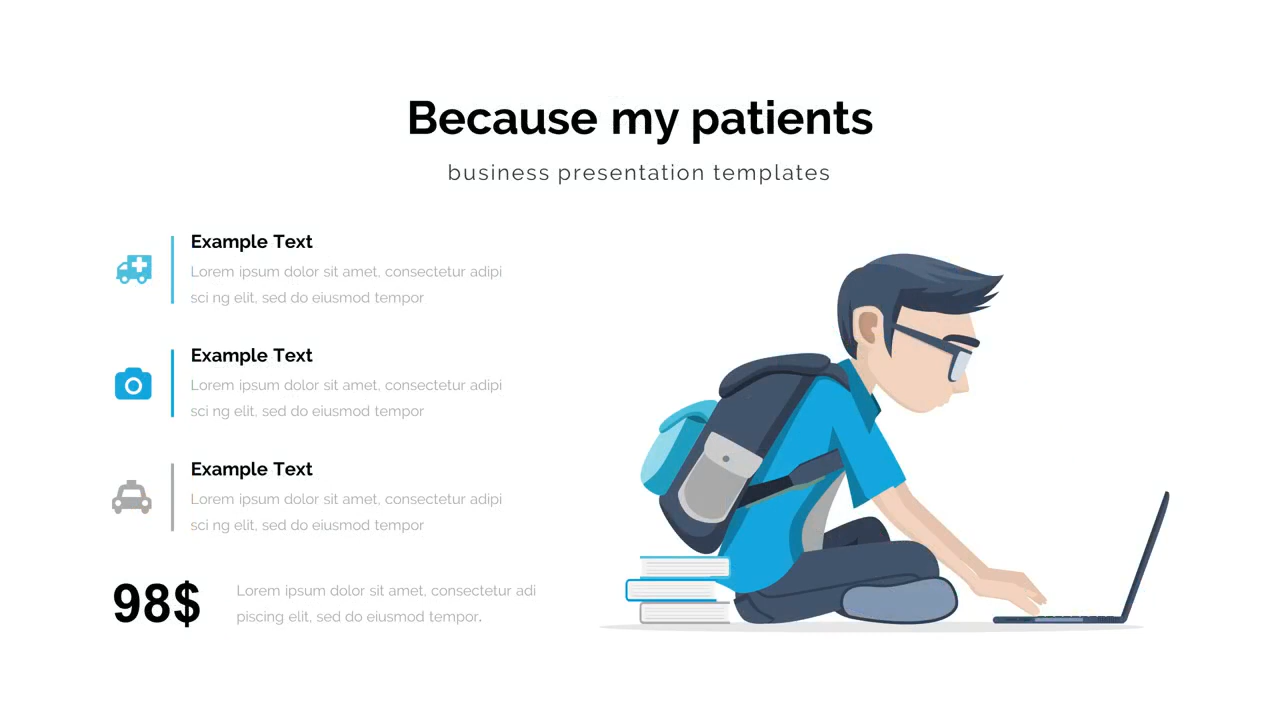 Because my patients
business presentation templates
Example Text
Lorem ipsum dolor sit amet, consectetur adipi
sci ng elit, sed do eiusmod tempor
Example Text
Lorem ipsum dolor sit amet, consectetur adipi
sci ng elit, sed do eiusmod tempor
Example Text
Lorem ipsum dolor sit amet, consectetur adipi
sci ng elit, sed do eiusmod tempor
98$
Lorem ipsum dolor sit amet, consectetur adi
piscing elit, sed do eiusmod tempor.